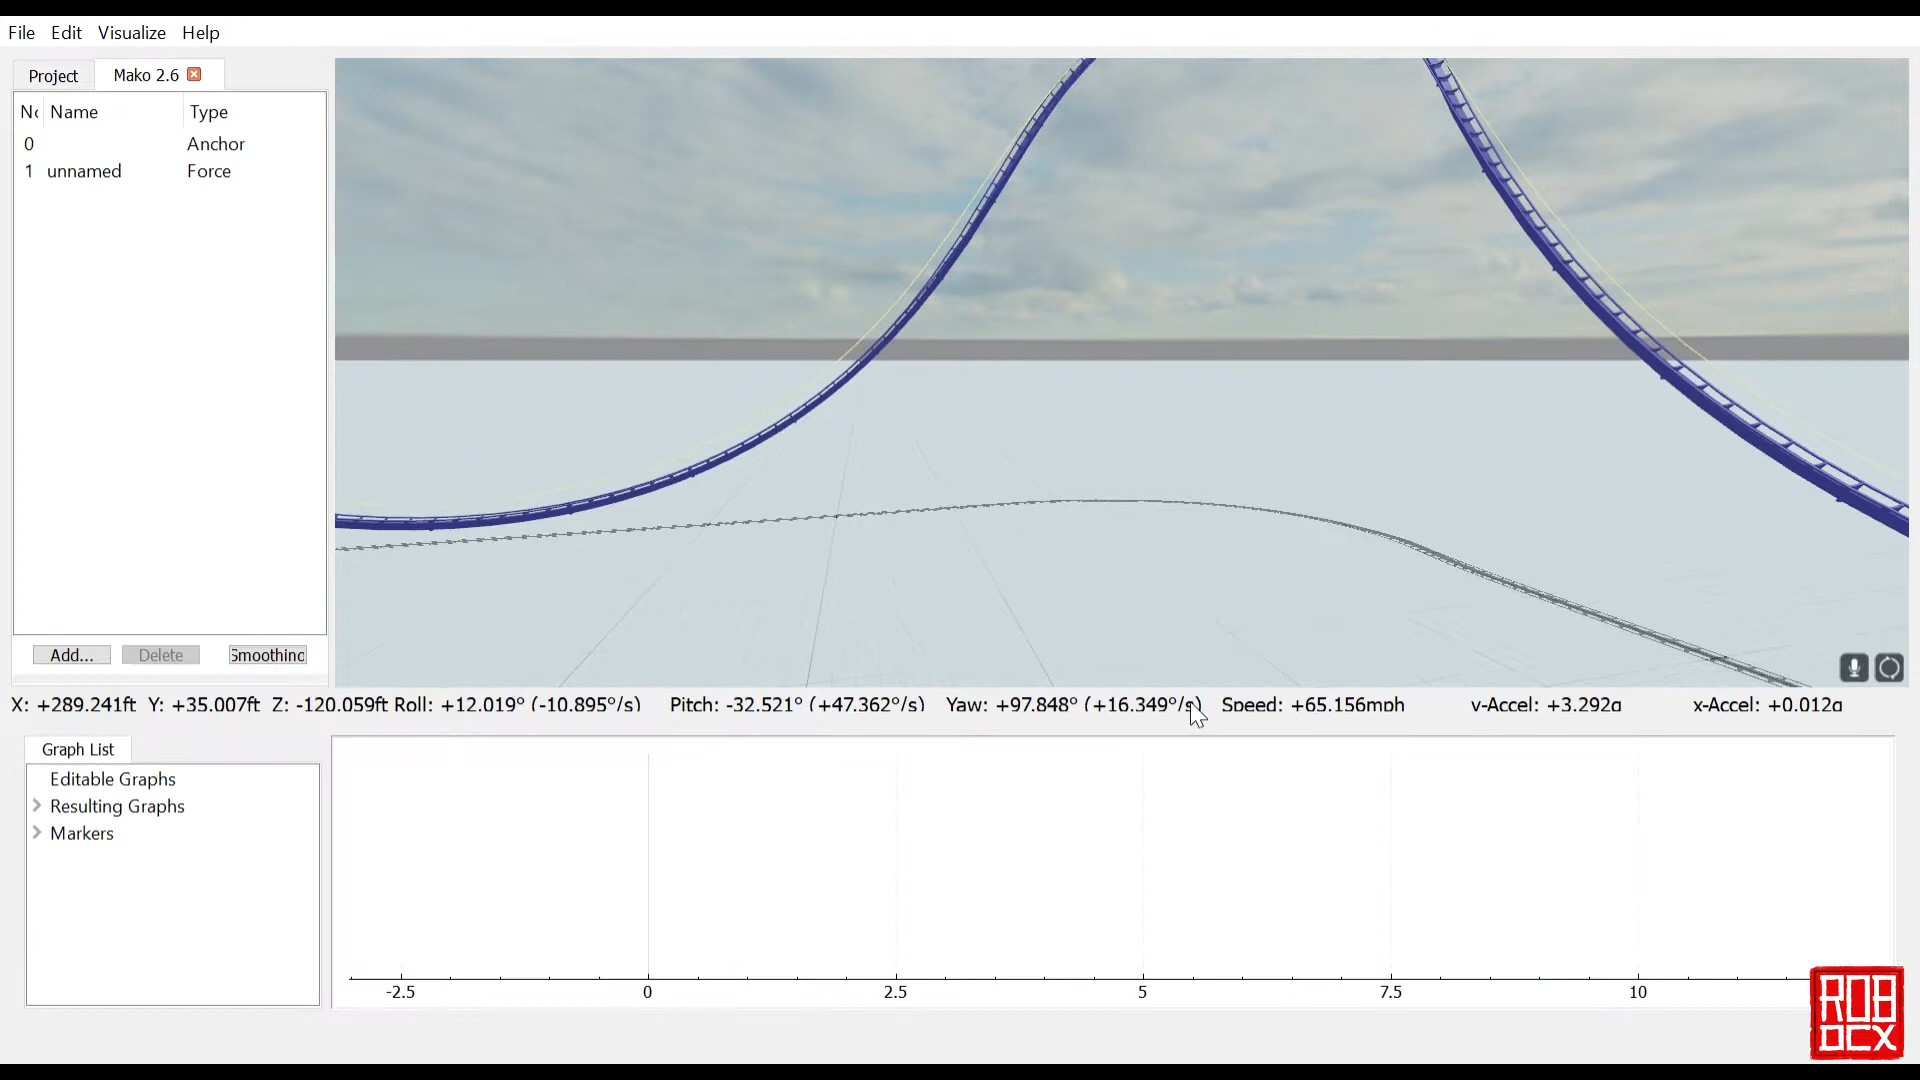 File Edit Visualize Help
Project Mako 2.6
Name Type
0 Anchor
1 unnamed Force
Add... Delete Smoothing
X: +289.241ft Y: +35.007ft Z: -120.059ft Roll: +12.019° (-10.895°/s) Pitch: -32.521° (+47.362°/s) Yaw: +97.848° (+16.349°/s) Speed: +65.156mph y-Accel: +3.292g x-Accel: +0.012g
Graph List
Editable Graphs
Resulting Graphs
Markers
-2.5 0 2.5 5 7.5 10
ROB
OCX